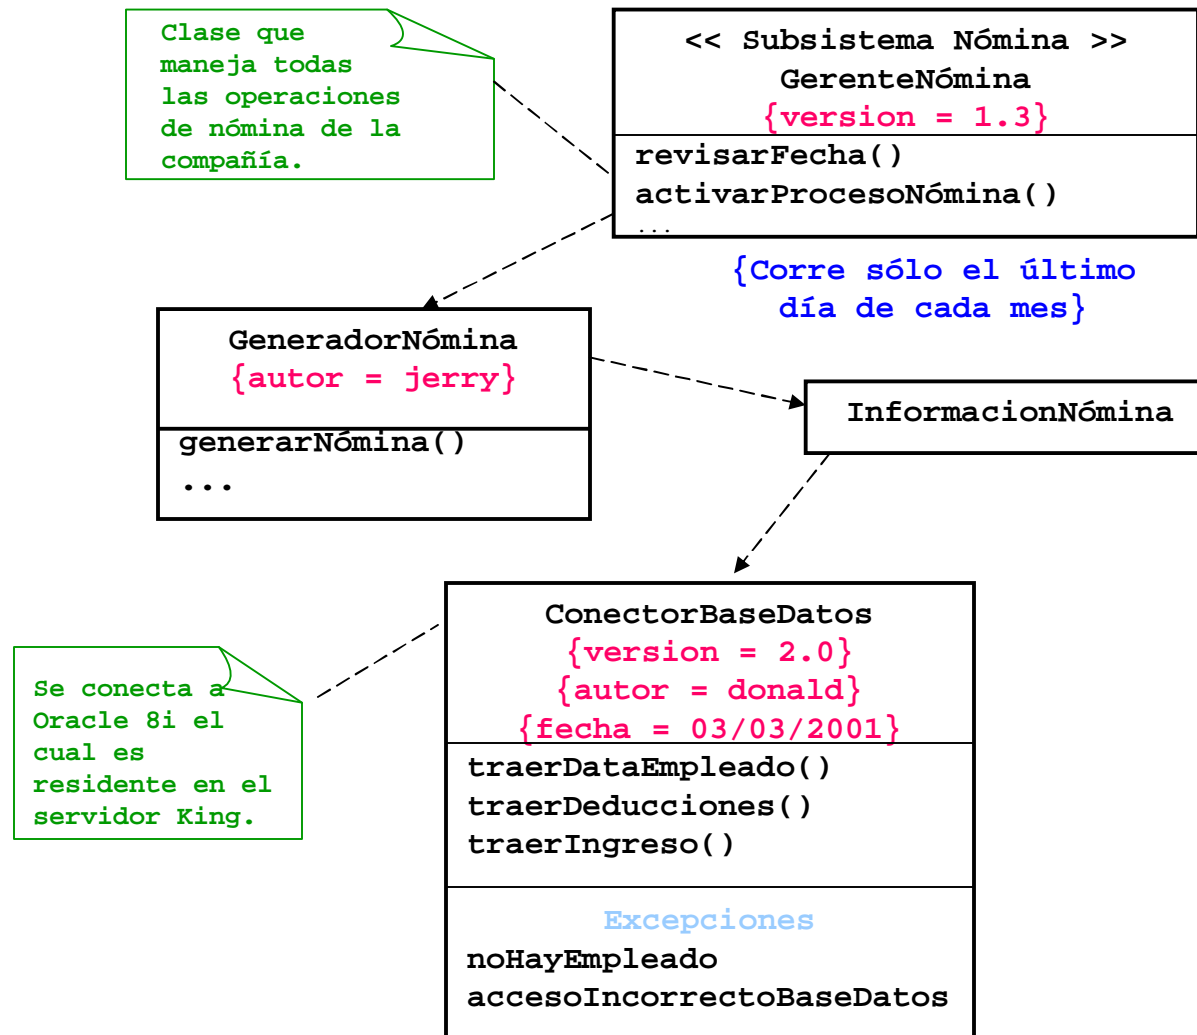 Clase que
maneja todas
las operaciones
de nómina de la
compañía.
<< Subsistema Nómina >>
GerenteNómina
{version = 1.3}
revisarFecha()
activarProcesoNómina()
...
{Corre sólo el último
día de cada mes}
GeneradorNómina
{autor = jerry}
generarNómina()
...
InformacionNómina
ConectorBaseDatos
{version = 2.0}
{autor = donald}
{fecha = 03/03/2001}
traerDataEmpleado()
traerDeducciones()
traerIngreso()
Excepciones
noHayEmpleado
accesoIncorrectoBaseDatos
Se conecta a
Oracle 8i el
cual es
residente en el
servidor King.